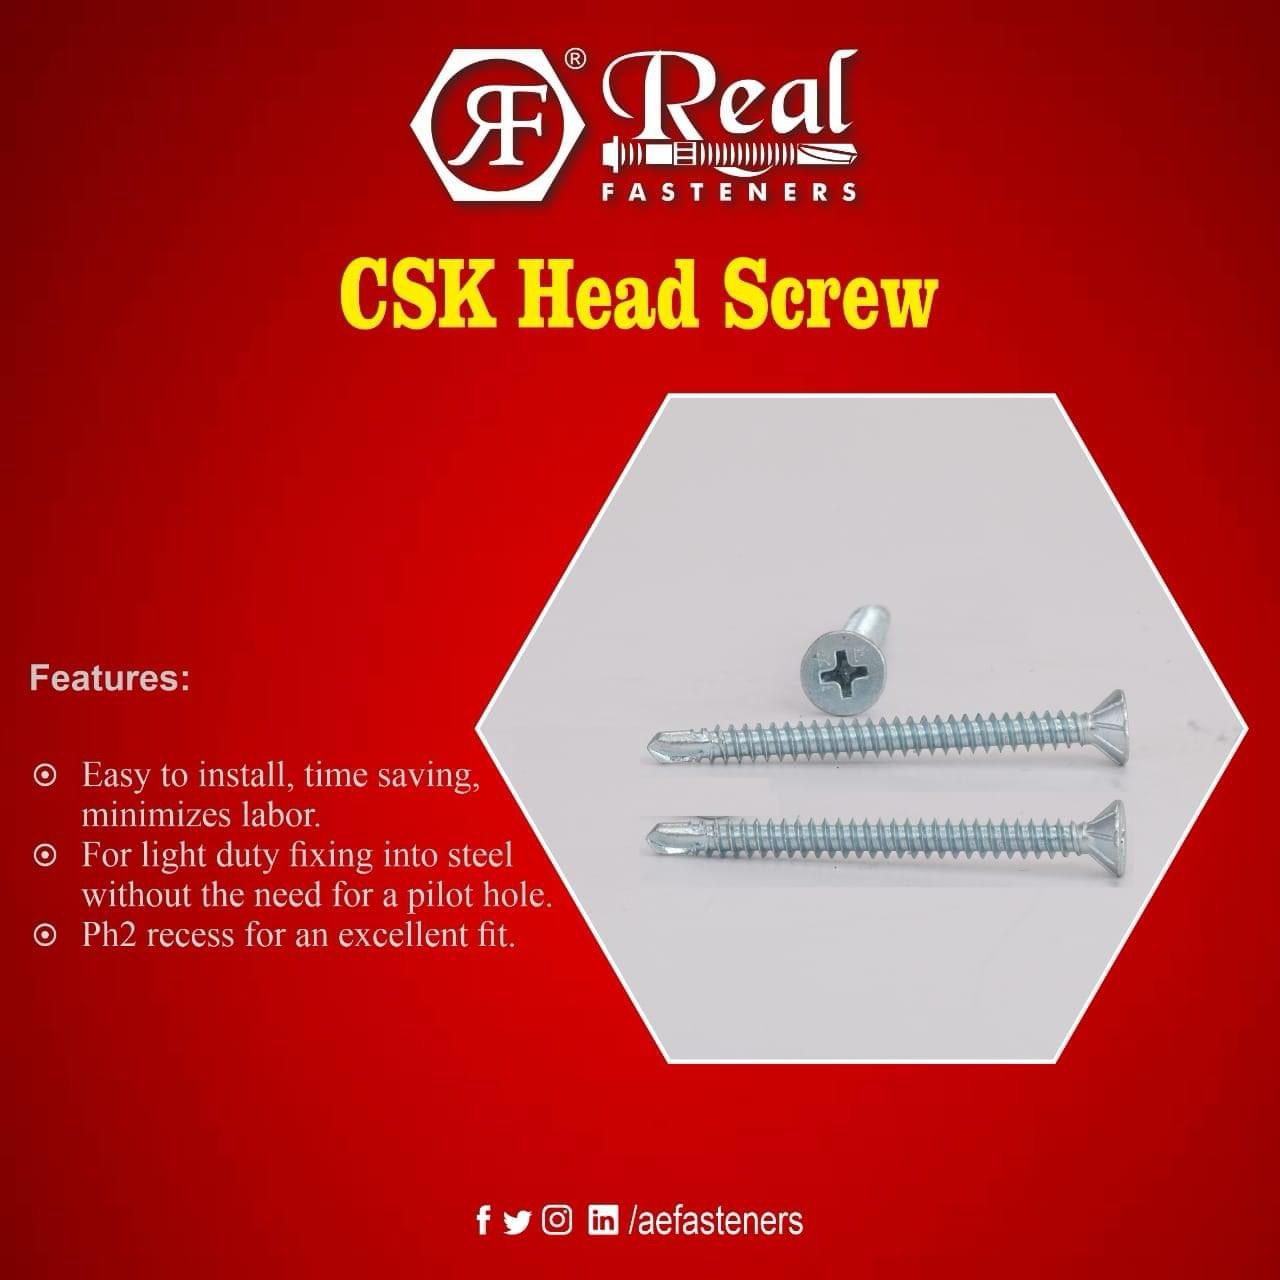 RF ® Real
FASTENERS
CSK Head Screw
Features:
Easy to install, time saving,
minimizes labor.
For light duty fixing into steel
without the need for a pilot hole.
Ph2 recess for an excellent fit.
/aefasteners